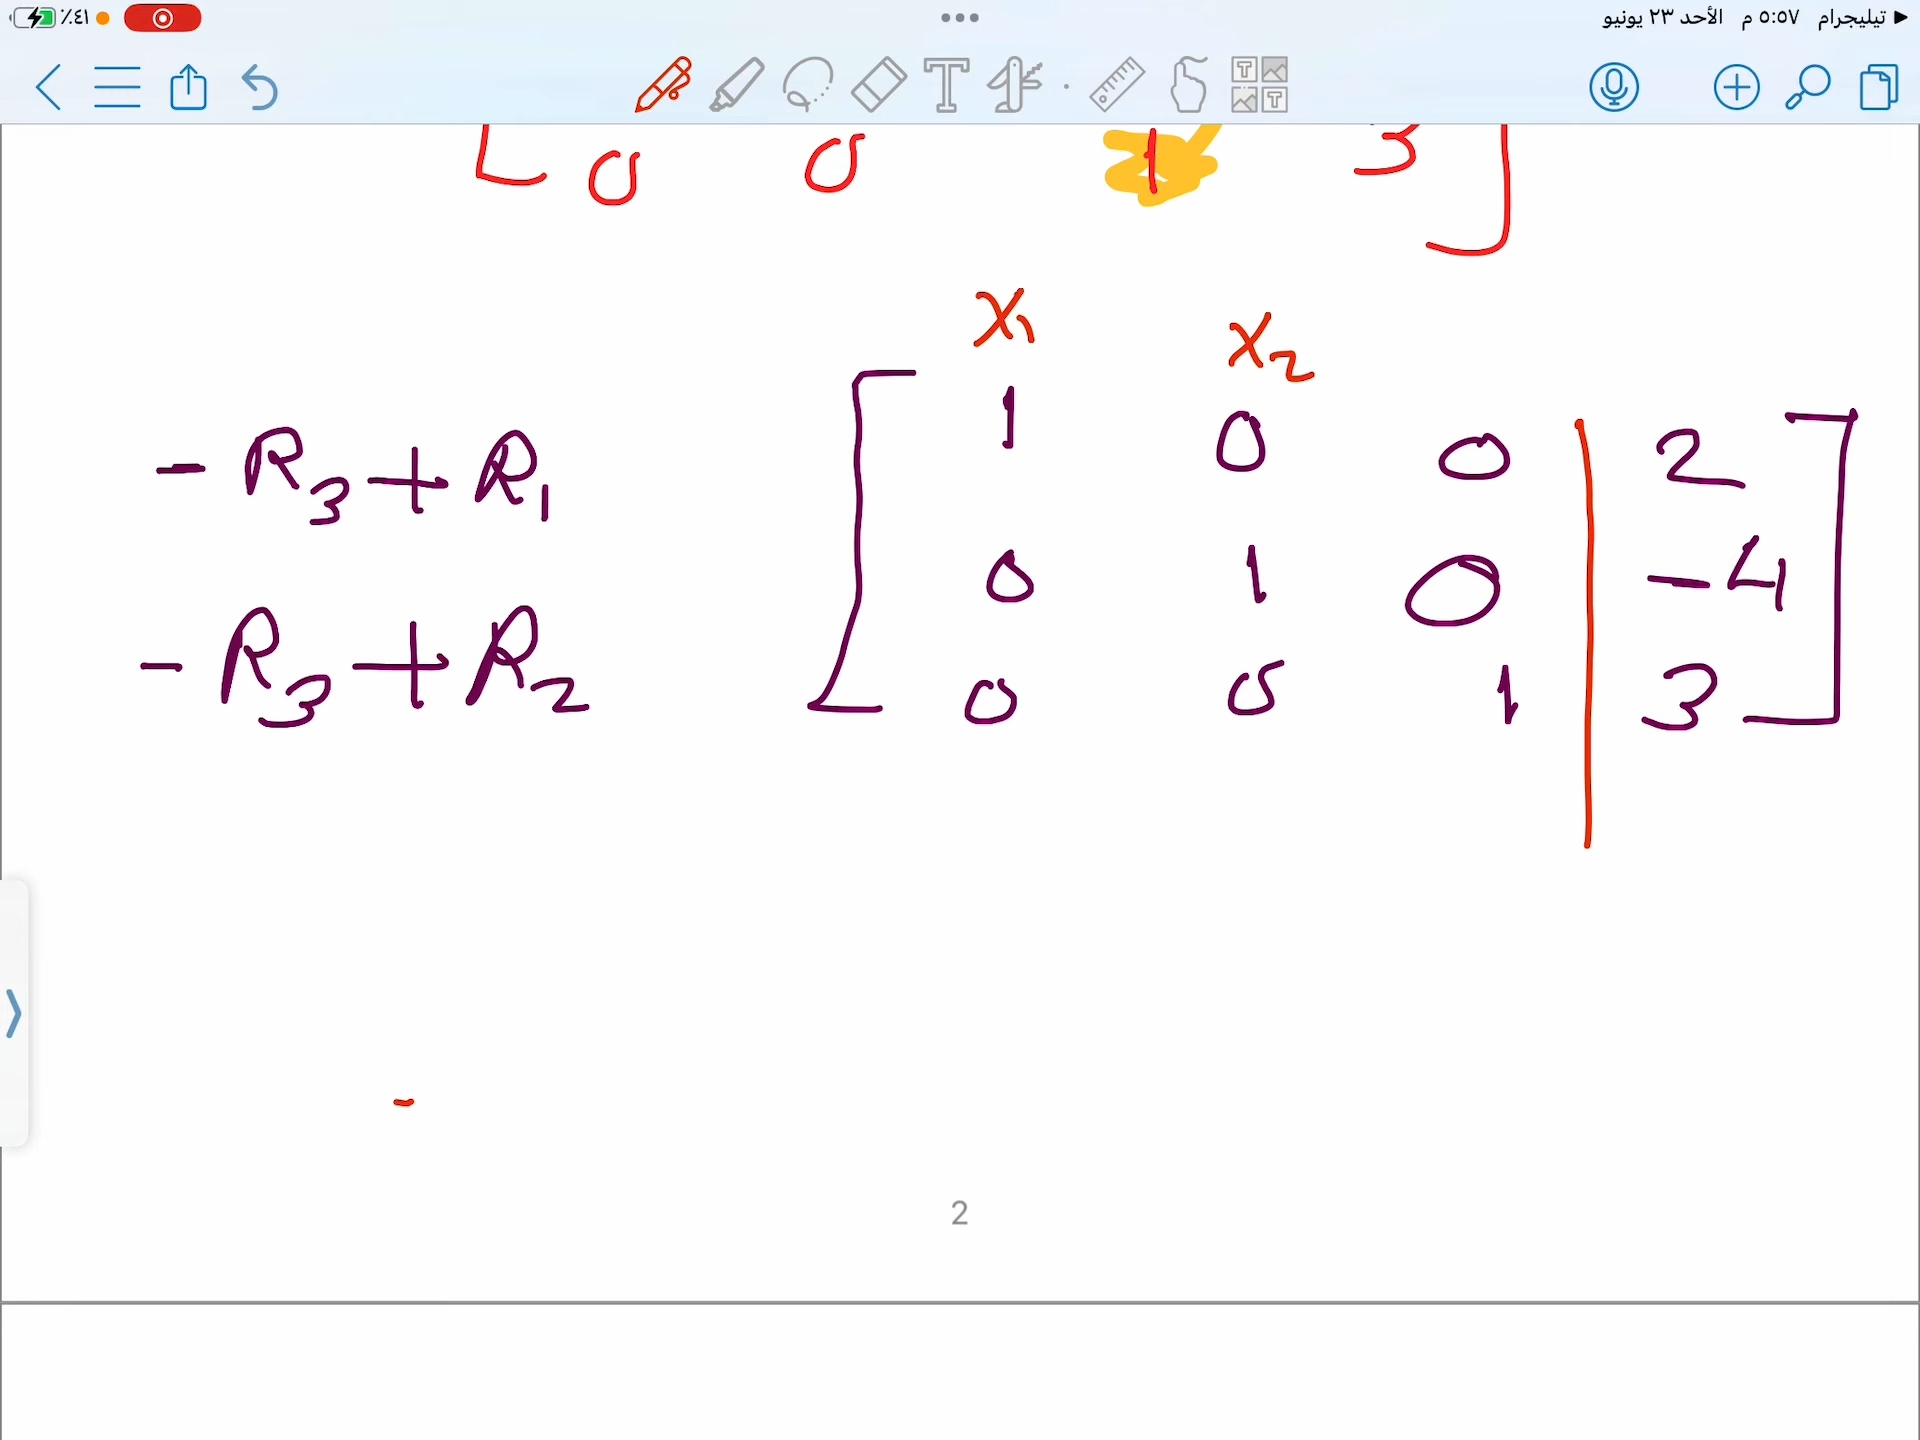 ٪٤١ تيليجرام ٥:٥٧ م الأحد ٢٣ يونيو
0 0 1 3
x₁ x₂
-R₃+R₁ 1 0 0 2
0 1 0 -4
-R₃+R₂ 0 0 1 3
-
2